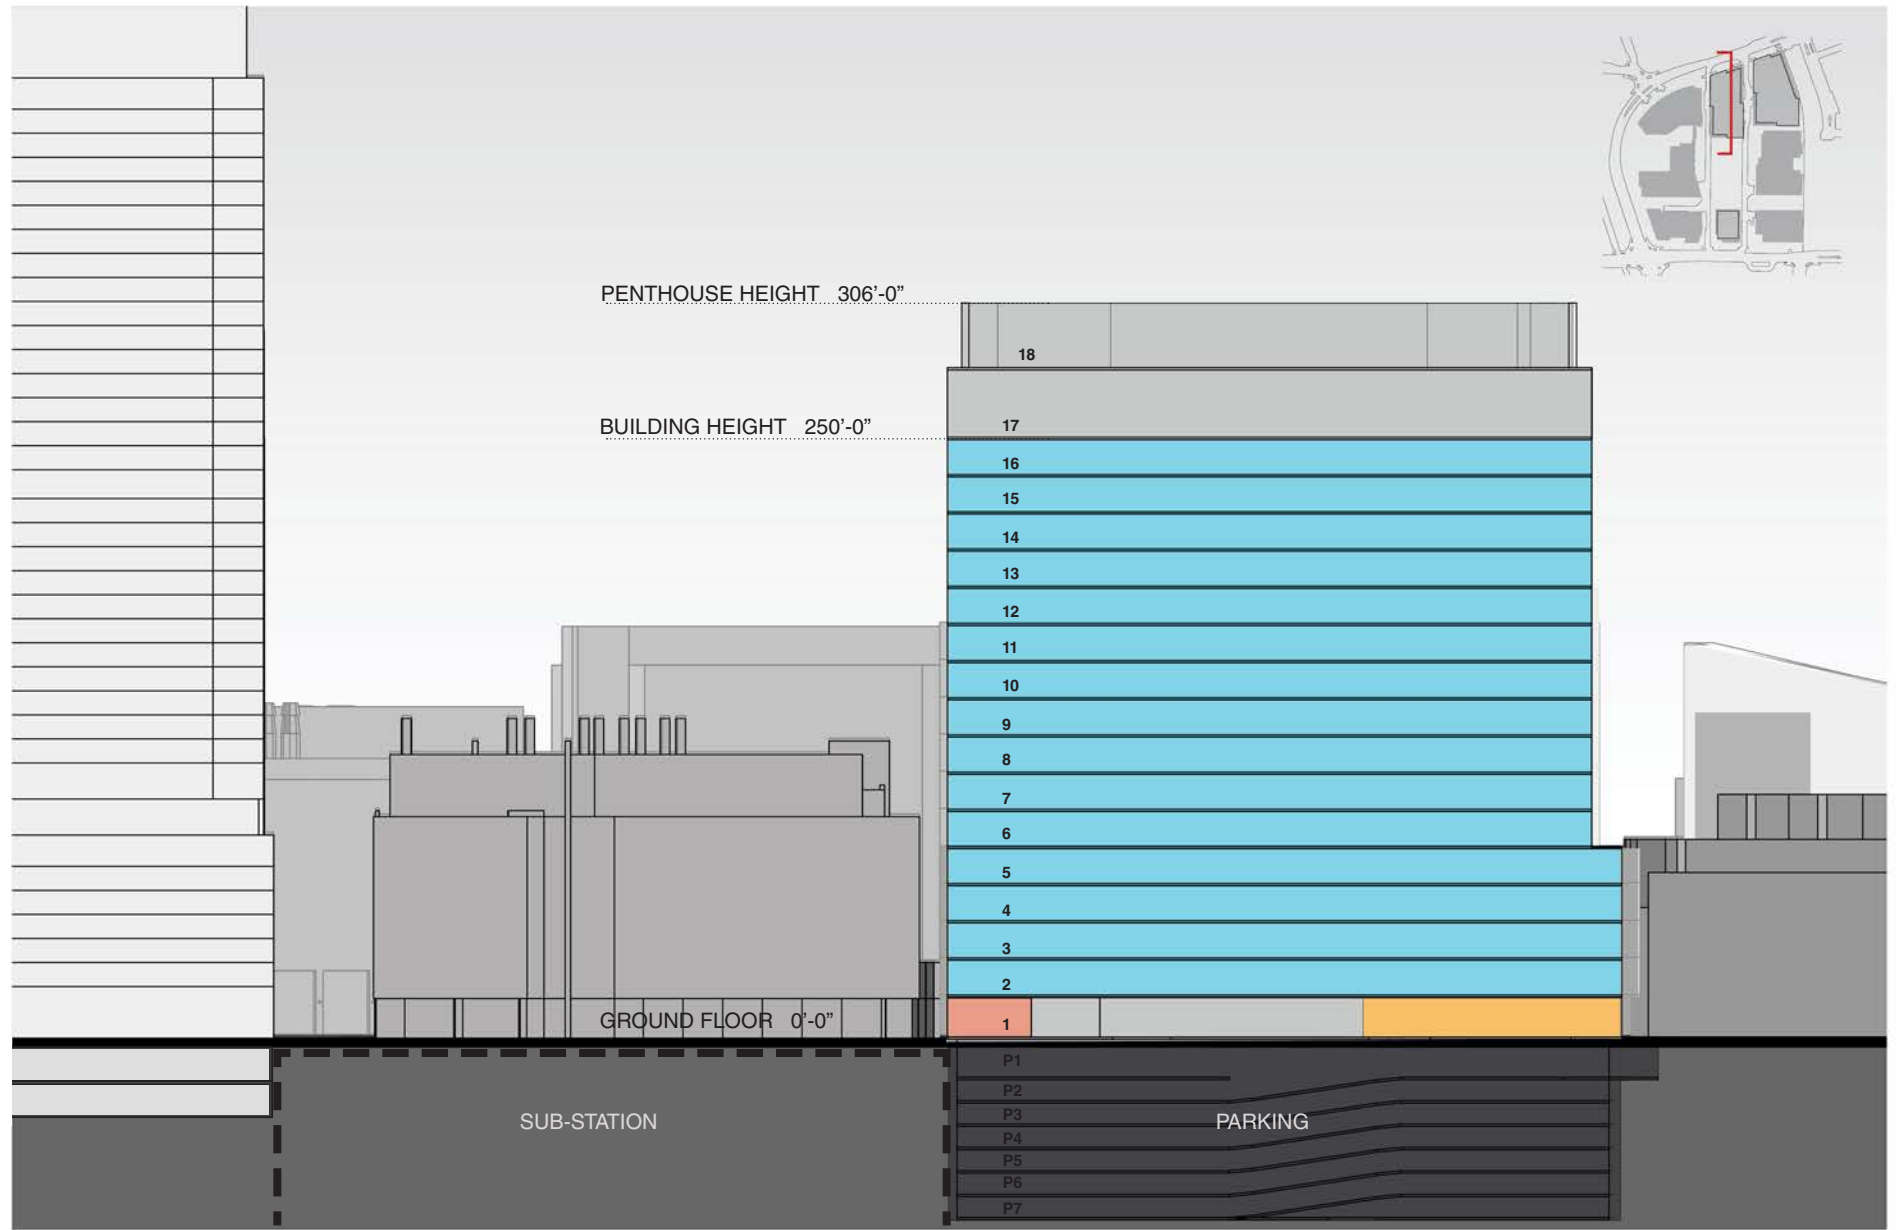 PENTHOUSE HEIGHT 306'-0”
18
BUILDING HEIGHT 250’-0”
17
16
15
14
13
12
11
10
9
8
7
6
5
4
3
2
GROUND FLOOR 0’-0”
1
P1
P2
P3
SUB-STATION
PARKING
P4
P5
P6
P7